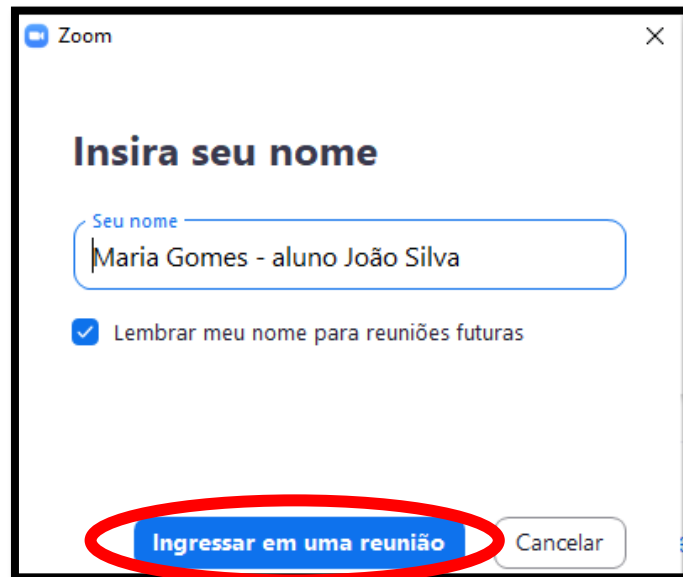 Zoom
Insira seu nome
Seu nome
Maria Gomes - aluno João Silva
Lembrar meu nome para reuniões futuras
Ingressar em uma reunião
Cancelar